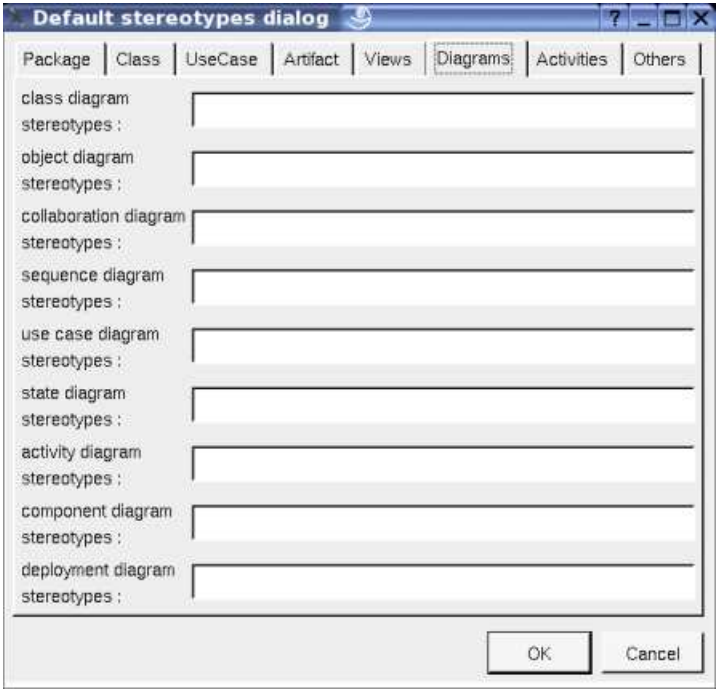 Default stereotypes dialog ?
Package Class UseCase Artifact Views Diagrams Activities Others
class diagram
stereotypes :
object diagram
stereotypes :
collaboration diagram
stereotypes :
sequence diagram
stereotypes :
use case diagram
stereotypes :
state diagram
stereotypes :
activity diagram
stereotypes :
component diagram
stereotypes :
deployment diagram
stereotypes :
OK Cancel